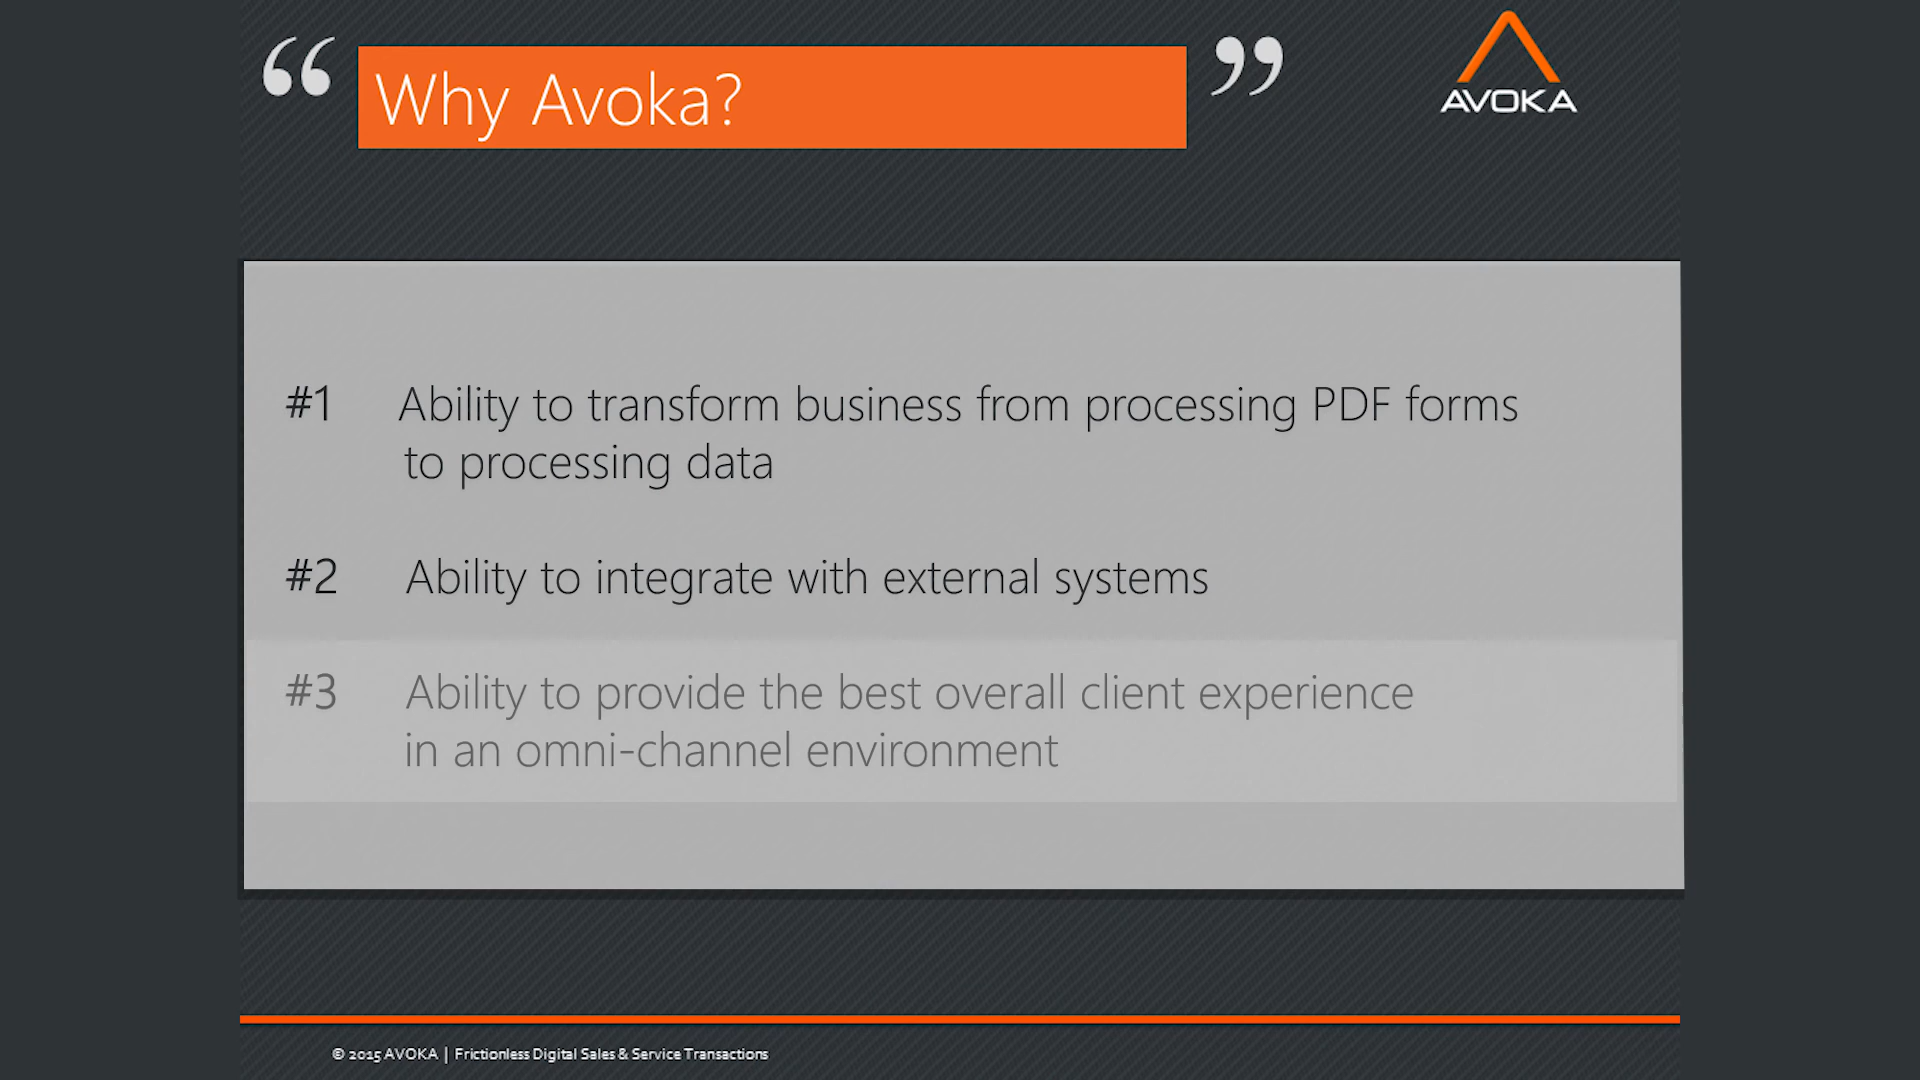 “ Why Avoka? ”
AVOKA
#1 Ability to transform business from processing PDF forms
to processing data
#2 Ability to integrate with external systems
#3 Ability to provide the best overall client experience
in an omni-channel environment
© 2015 AVOKA | Frictionless Digital Sales & Service Transactions